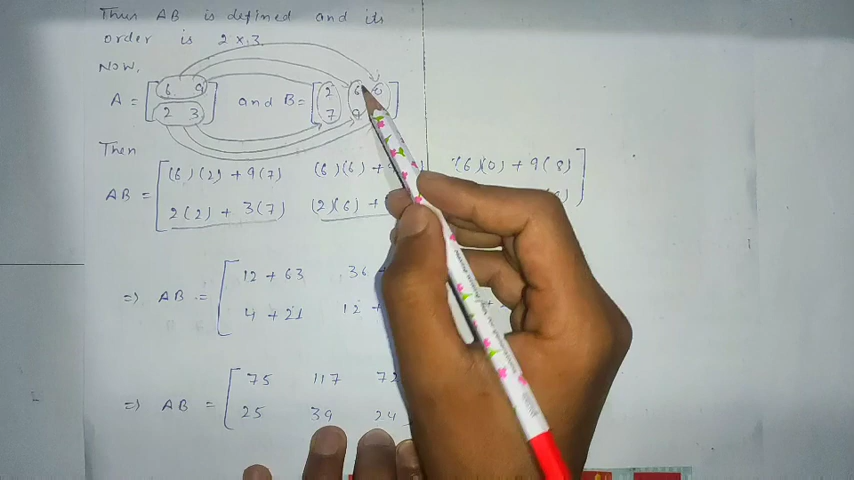 Thus AB is defined and its
order is 2 × 3.
Now,
A = [ 6 9
2 3 ] and B = [ 2 6 0
7 9 ]
Then
AB = [ (6)(2) + 9(7) (6)(6) + (6)(0) + 9(8)
2(2) + 3(7) (2)(6) + ) ]
⇒ AB = [ 12 + 63 36
4 + 21 12 +
⇒ AB = [ 75 117 72
25 39 24